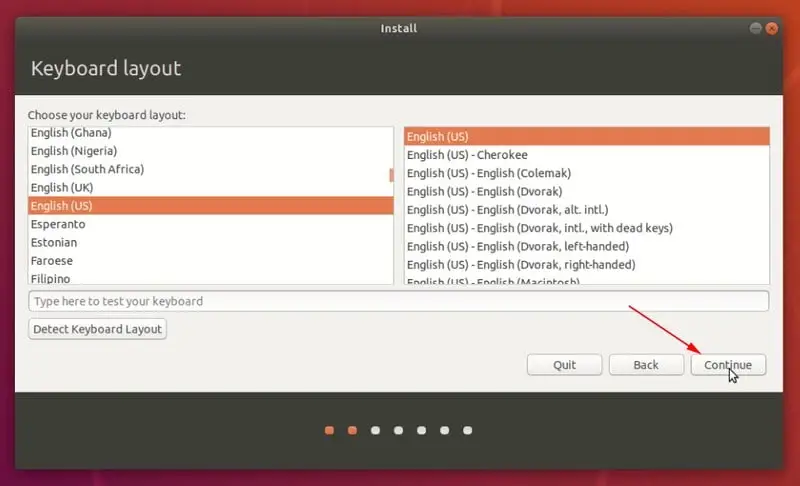 Install
Keyboard layout
Choose your keyboard layout:
English (Ghana)
English (Nigeria)
English (South Africa)
English (UK)
English (US)
Esperanto
Estonian
Faroese
Filipino
English (US)
English (US) - Cherokee
English (US) - English (Colemak)
English (US) - English (Dvorak)
English (US) - English (Dvorak, alt. intl.)
English (US) - English (Dvorak, intl., with dead keys)
English (US) - English (Dvorak, left-handed)
English (US) - English (Dvorak, right-handed)
English (US) - English (Macintosh)
Type here to test your keyboard
Detect Keyboard Layout
Quit
Back
Continue